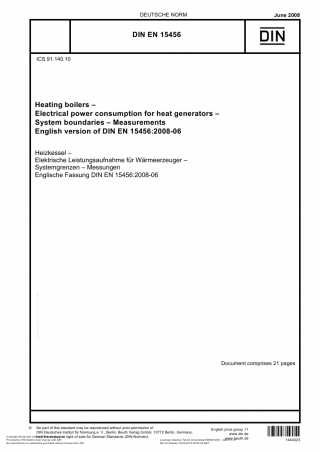 DEUTSCHE NORM
June 2008
DIN EN 15456
DIN
ICS 91.140.10
Heating boilers –
Electrical power consumption for heat generators –
System boundaries – Measurements
English version of DIN EN 15456:2008-06
Heizkessel –
Elektrische Leistungsaufnahme für Wärmeerzeuger –
Systemgrenzen – Messungen
Englische Fassung DIN EN 15456:2008-06
Document comprises 21 pages
© No part of this standard may be reproduced without prior permission of
DIN Deutsches Institut für Normung e. V., Berlin. Beuth Verlag GmbH, 10772 Berlin, Germany,
has the exclusive right of sale for German Standards (DIN-Normen).
English price group 11
www.din.de
www.beuth.de